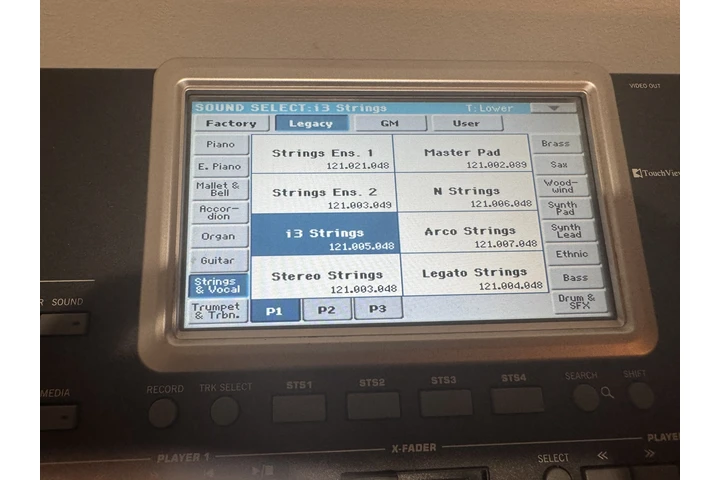 VIDEO OUT
SOUND SELECT:i3 Strings T:Lower
Factory Legacy GM User
Piano
E. Piano
Mallet &
Bell
Accor-
dion
Organ
Guitar
Strings
& Vocal
Trumpet
& Trbn.
Strings Ens. 1
121.021.048
Master Pad
121.002.089
Strings Ens. 2
121.003.049
N Strings
121.006.048
i3 Strings
121.005.048
Arco Strings
121.007.048
Stereo Strings
121.003.048
Legato Strings
121.004.048
P1 P2 P3
Brass
Sax
Wood-
wind
Synth
Pad
Synth
Lead
Ethnic
Bass
Drum &
SFX
TouchView
R SOUND
MEDIA
RECORD TRK SELECT STS1 STS2 STS3 STS4 SEARCH SHIFT
PLAYER 1 X-FADER PLAYE
SELECT